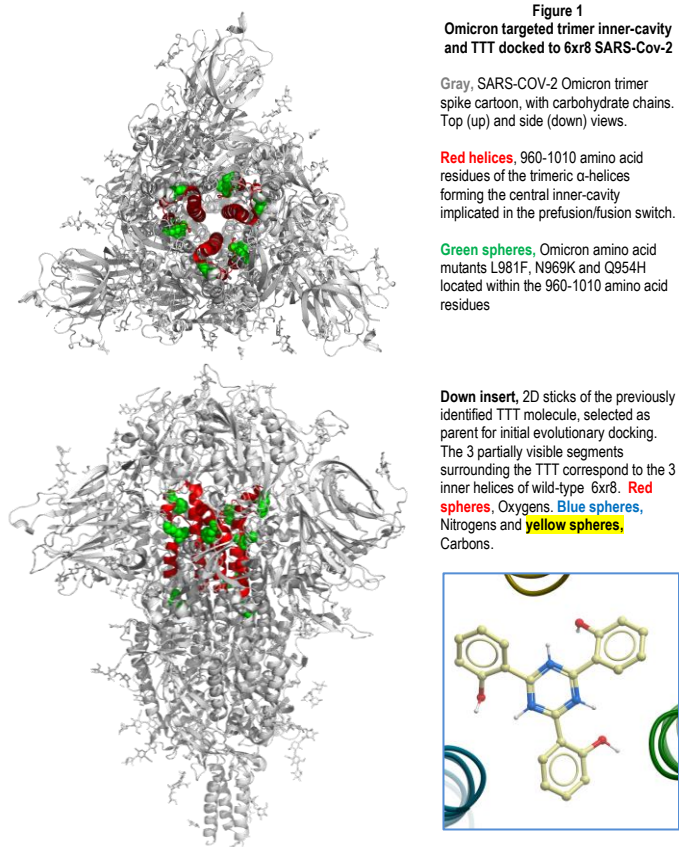 Figure 1
Omicron targeted trimer inner-cavity
and TTT docked to 6xr8 SARS-Cov-2
Gray, SARS-COV-2 Omicron trimer
spike cartoon, with carbohydrate chains.
Top (up) and side (down) views.
Red helices, 960-1010 amino acid
residues of the trimeric α-helices
forming the central inner-cavity
implicated in the prefusion/fusion switch.
Green spheres, Omicron amino acid
mutants L981F, N969K and Q954H
located within the 960-1010 amino acid
residues
Down insert, 2D sticks of the previously
identified TTT molecule, selected as
parent for initial evolutionary docking.
The 3 partially visible segments
surrounding the TTT correspond to the 3
inner helices of wild-type 6xr8. Red
spheres, Oxygens. Blue spheres,
Nitrogens and yellow spheres,
Carbons.